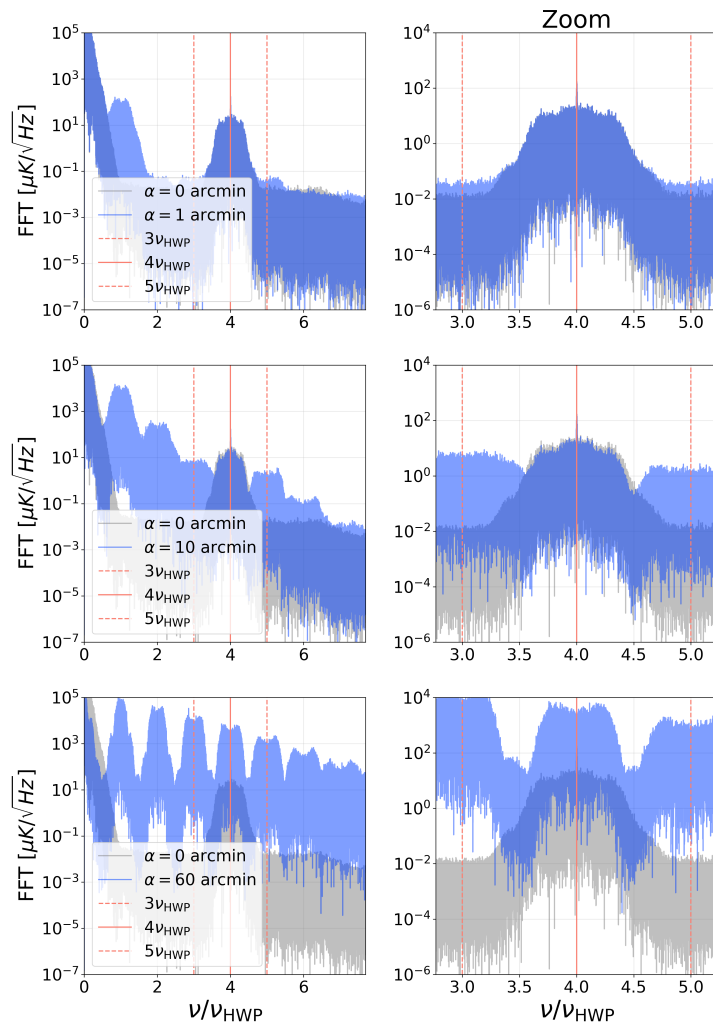 Zoom
FFT [μK/√Hz]
10^5
10^3
10^1
10^-1
10^-3
10^-5
10^-7
α = 0 arcmin
α = 1 arcmin
3ν_HWP
4ν_HWP
5ν_HWP
0 2 4 6
10^4
10^2
10^0
10^-2
10^-4
10^-6
3.0 3.5 4.0 4.5 5.0
FFT [μK/√Hz]
10^5
10^3
10^1
10^-1
10^-3
10^-5
10^-7
α = 0 arcmin
α = 10 arcmin
3ν_HWP
4ν_HWP
5ν_HWP
0 2 4 6
10^4
10^2
10^0
10^-2
10^-4
10^-6
3.0 3.5 4.0 4.5 5.0
FFT [μK/√Hz]
10^5
10^3
10^1
10^-1
10^-3
10^-5
10^-7
α = 0 arcmin
α = 60 arcmin
3ν_HWP
4ν_HWP
5ν_HWP
0 2 4 6
ν/ν_HWP
10^4
10^2
10^0
10^-2
10^-4
10^-6
3.0 3.5 4.0 4.5 5.0
ν/ν_HWP